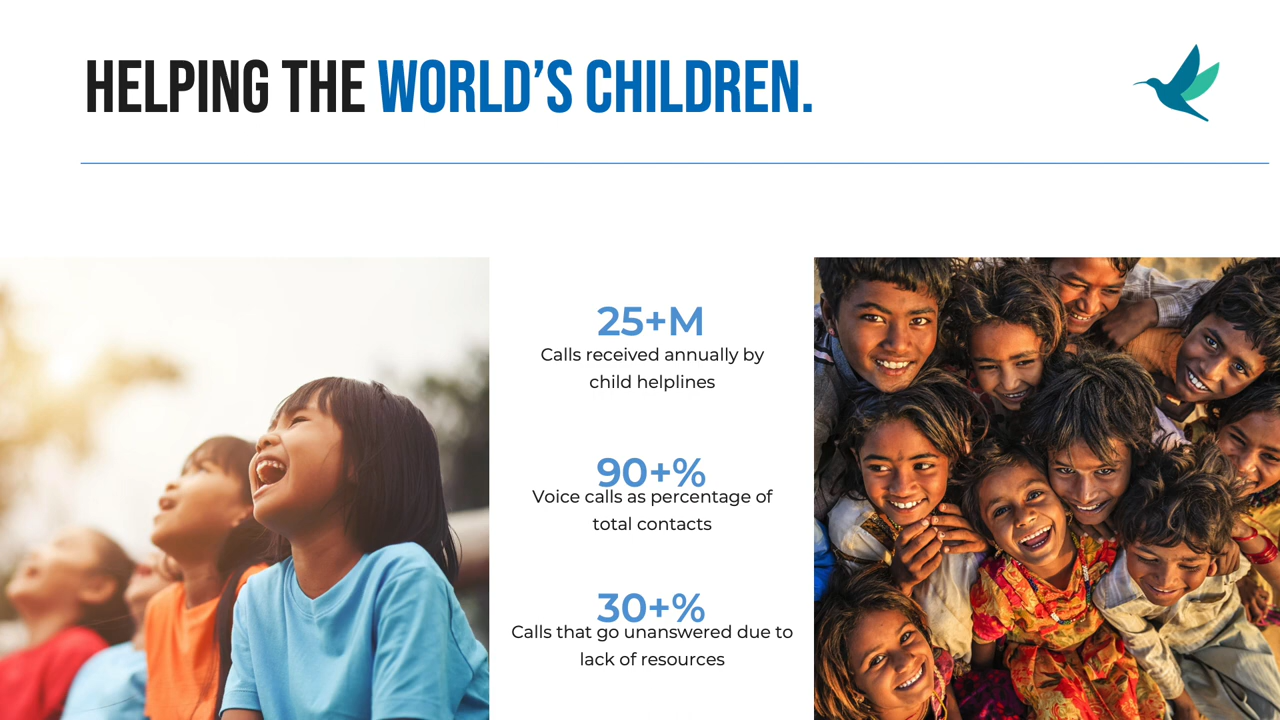 HELPING THE WORLD’S CHILDREN.
25+M
Calls received annually by
child helplines
90+%
Voice calls as percentage of
total contacts
30+%
Calls that go unanswered due to
lack of resources